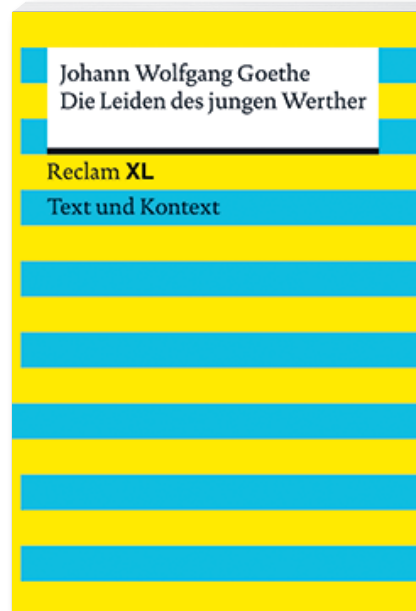 Johann Wolfgang Goethe
Die Leiden des jungen Werther
Reclam XL
Text und Kontext